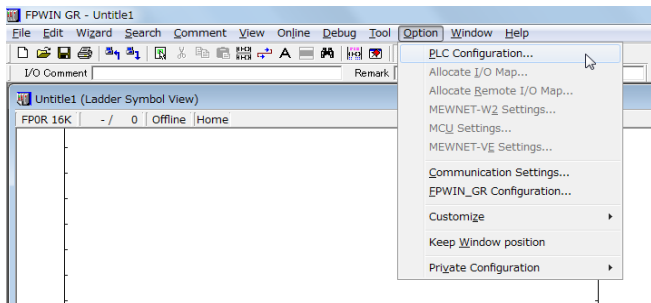 FPWIN GR - Untitle1
File Edit Wizard Search Comment View Online Debug Tool Option Window Help
I/O Comment Remark
PLC Configuration...
Allocate I/O Map...
Allocate Remote I/O Map...
MEWNET-W2 Settings...
MCU Settings...
MEWNET-VE Settings...
Communication Settings...
FPWIN_GR Configuration...
Customize
Keep Window position
Private Configuration
Untitle1 (Ladder Symbol View)
FP0R 16K - / 0 Offline Home